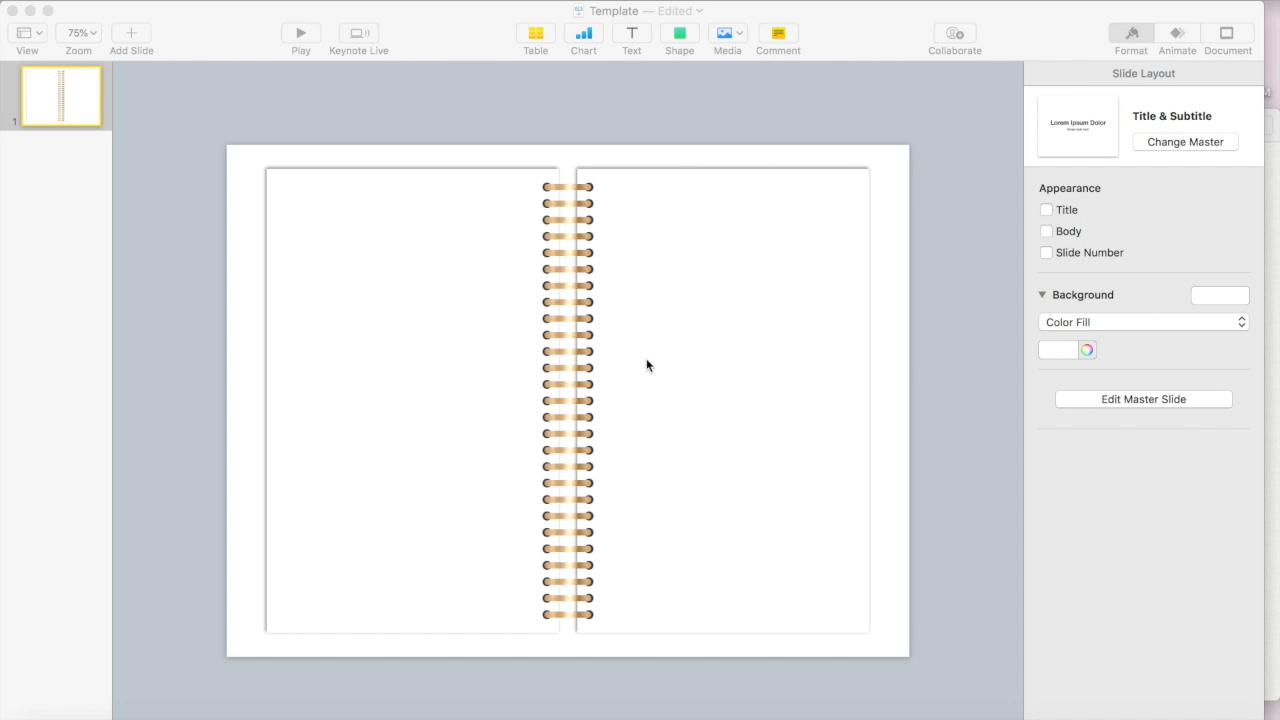 Template — Edited
75%
View
Zoom
Add Slide
Play
Keynote Live
Table
Chart
Text
Shape
Media
Comment
Collaborate
Format
Animate
Document
1
Slide Layout
Lorem Ipsum Dolor
Title & Subtitle
Change Master
Appearance
Title
Body
Slide Number
Background
Color Fill
Edit Master Slide